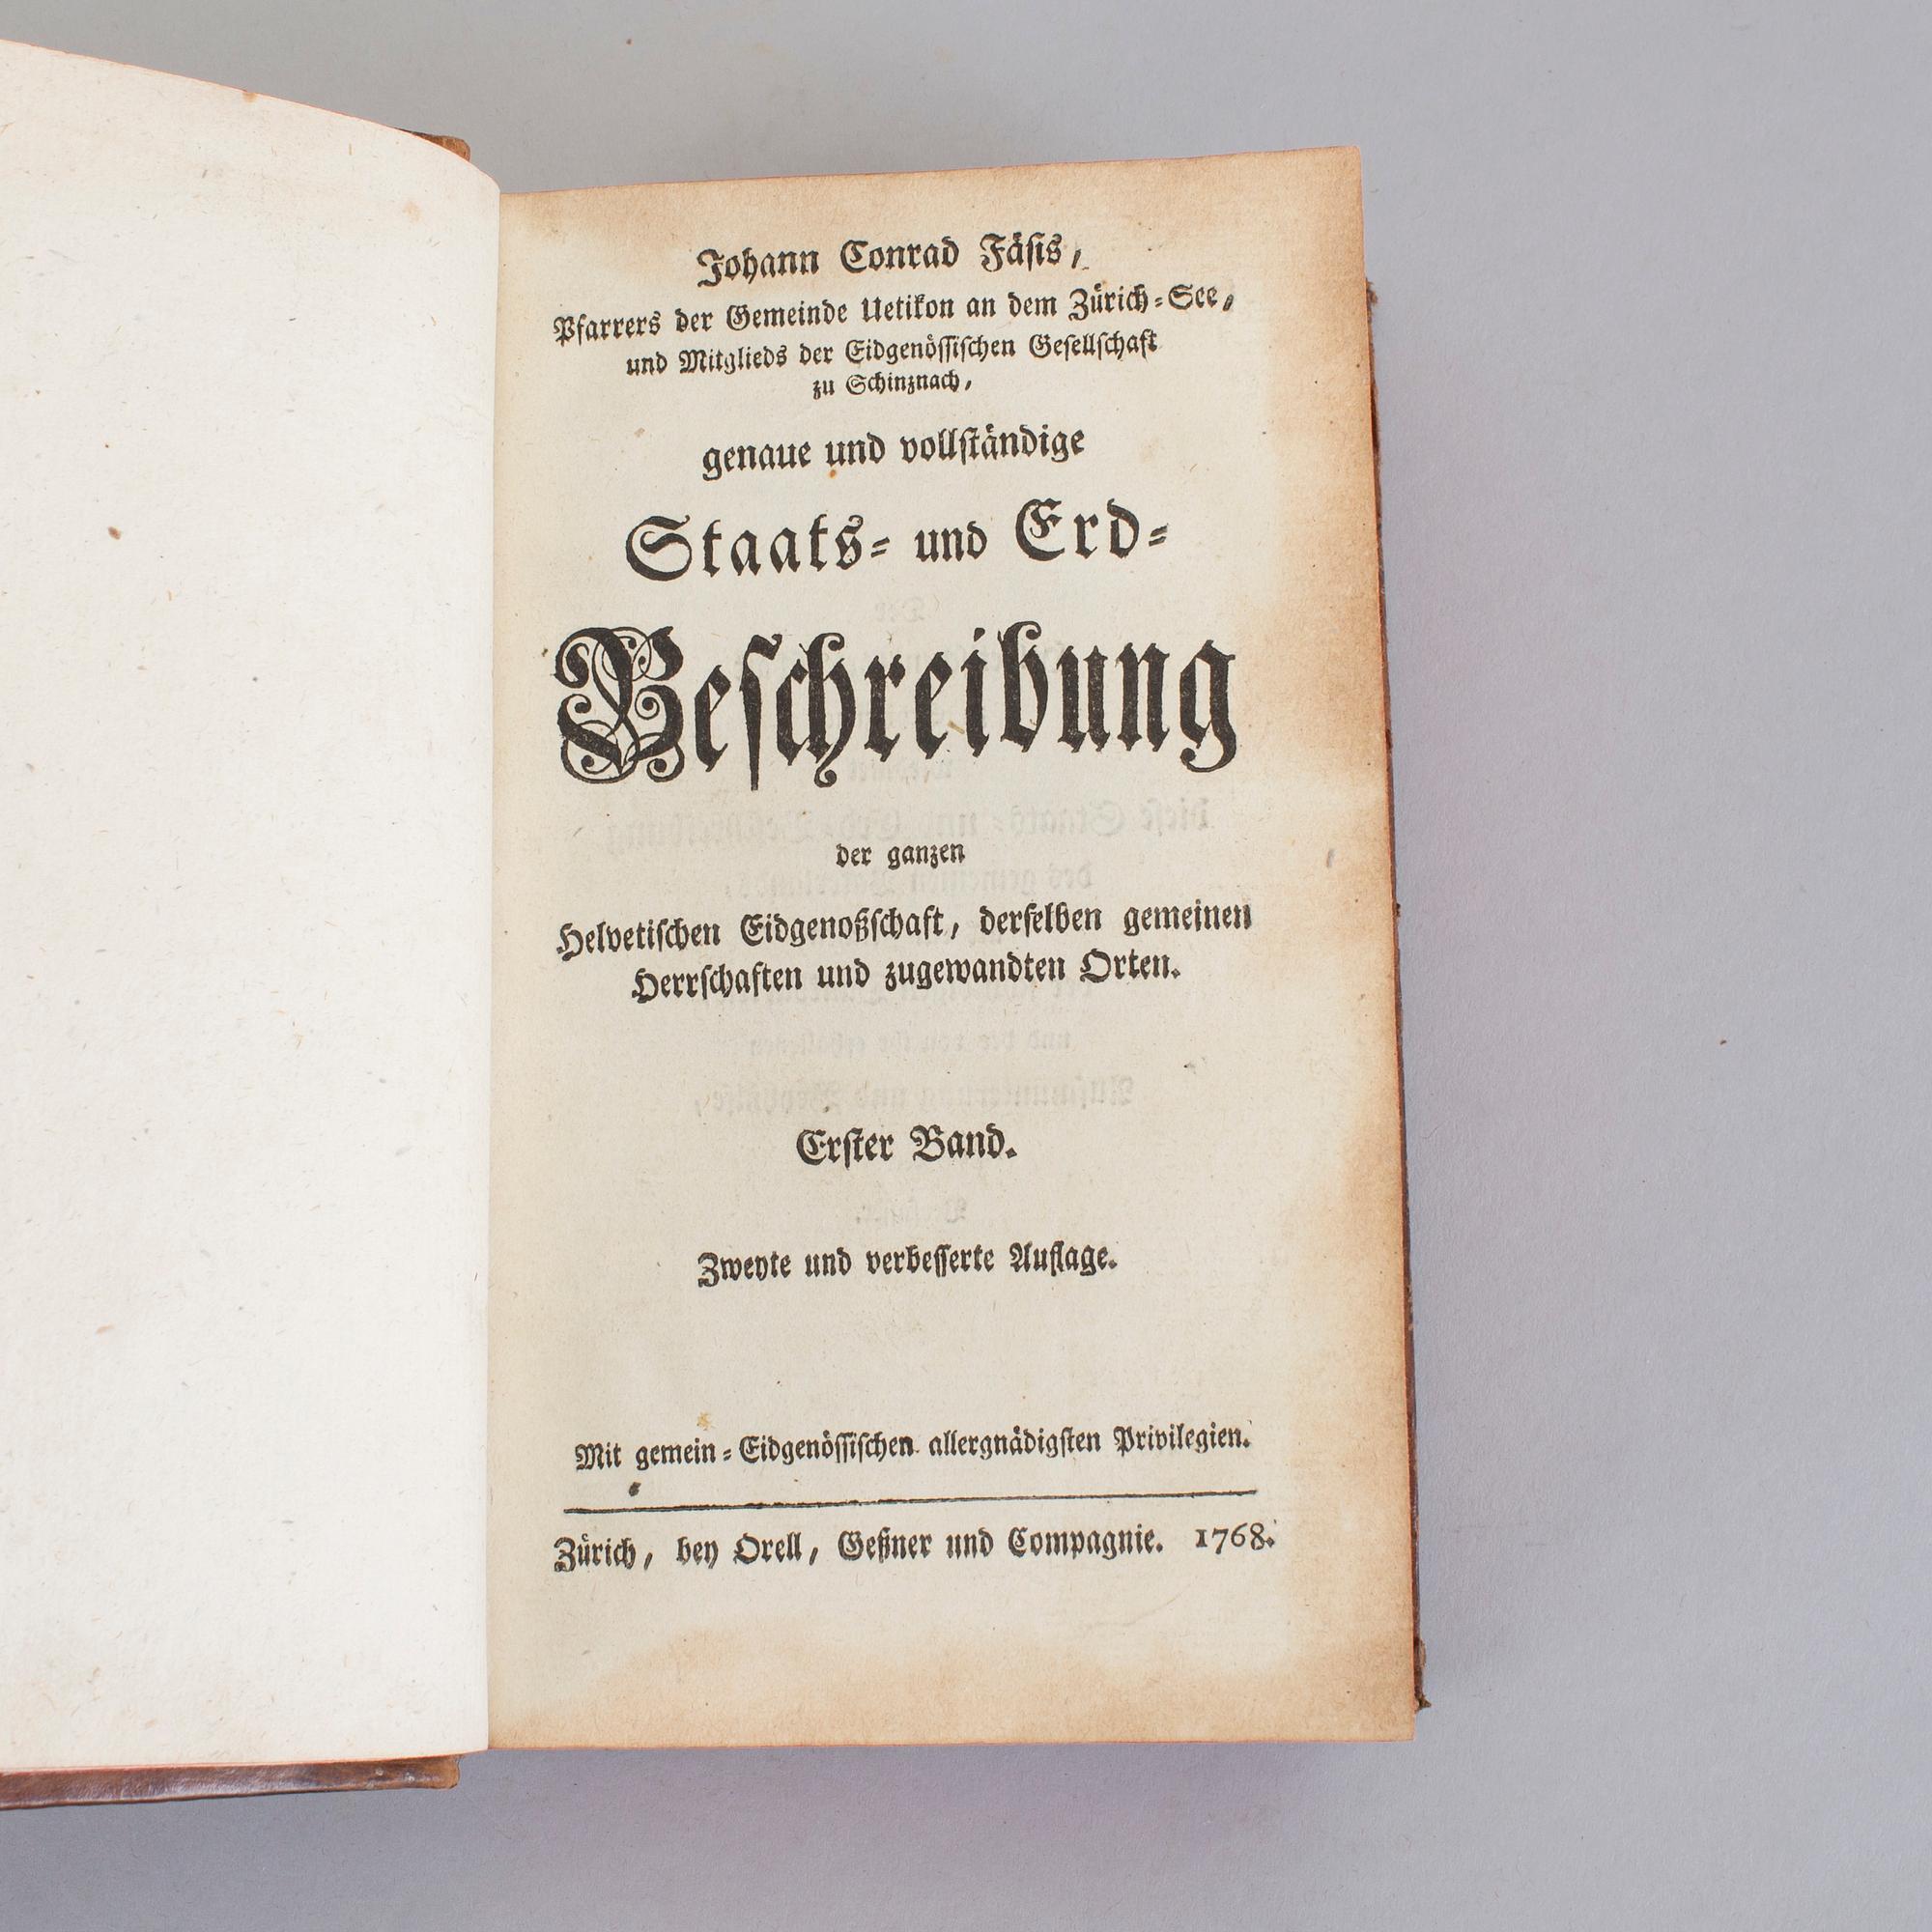 Johann Conrad Fäsis,
Pfarrers der Gemeinde Uetikon an dem Zürich=See,
und Mitglieds der Eidgenössischen Gesellschaft
zu Schinznach,
genaue und vollständige
Staats= und Erd=
Beschreibung
der ganzen
Helvetischen Eidgenoßschaft, derselben gemeinen
Herrschaften und zugewandten Orten.
Erster Band.
Zweyte und verbesserte Auflage.
Mit gemein=Eidgenössischen allergnädigsten Privilegien.
Zürich, bey Orell, Geßner und Compagnie. 1768.